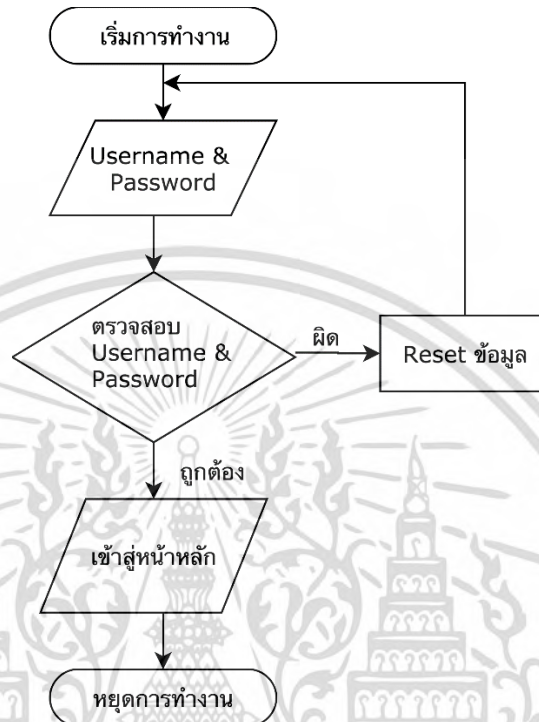 เริ่มการทำงาน
Username &
Password
ตรวจสอบ
Username &
Password
ผิด
Reset ข้อมูล
ถูกต้อง
เข้าสู่หน้าหลัก
หยุดการทำงาน